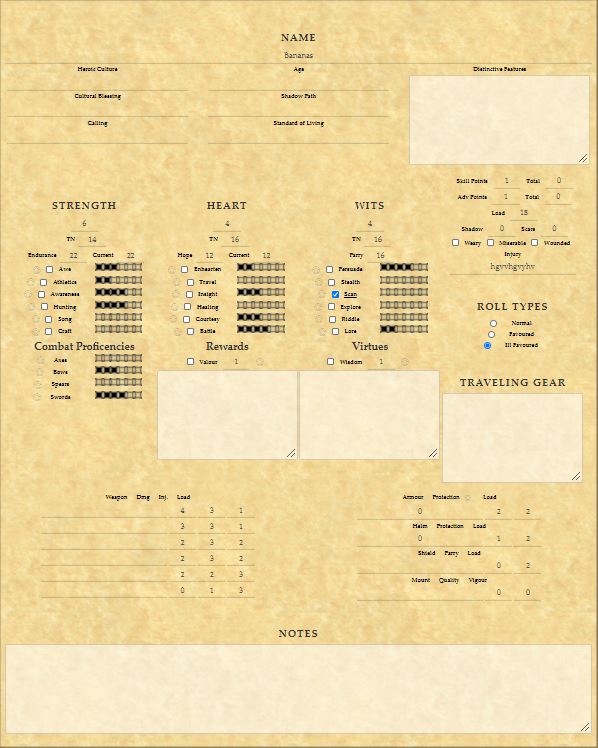 NAME
Bananas
Heroic Culture Age Distinctive Features
Cultural Blessing Shadow Path
Calling Standard of Living
Skill Points 1 Total 0
Adv Points 1 Total 0
Load 18
Shadow 0 Scars 0
Weary Miserable Wounded
Injury
hgyvhgyyhv
STRENGTH HEART WITS
6 4 4
TN 14 TN 16 TN 16
Endurance 22 Current 22 Hope 12 Current 12 Parry 16
Awe Enhearten Persuade
Athletics Travel Stealth
Awareness Insight Scan
Hunting Healing Explore
Song Courtesy Riddle
Craft Battle Lore
ROLL TYPES
Normal
Favoured
Ill Favoured
Combat Proficencies Rewards Virtues
Axes Valour 1 Wisdom 1
Bows
Spears
Swords
TRAVELING GEAR
Weapon Dmg Inj. Load Armour Protection Load
4 3 1 0 2 2
Helm Protection Load
3 3 1 0 1 2
2 3 2 Shield Parry Load
2 3 2 0 2
2 2 3 Mount Quality Vigour
0 1 3 0 0
NOTES